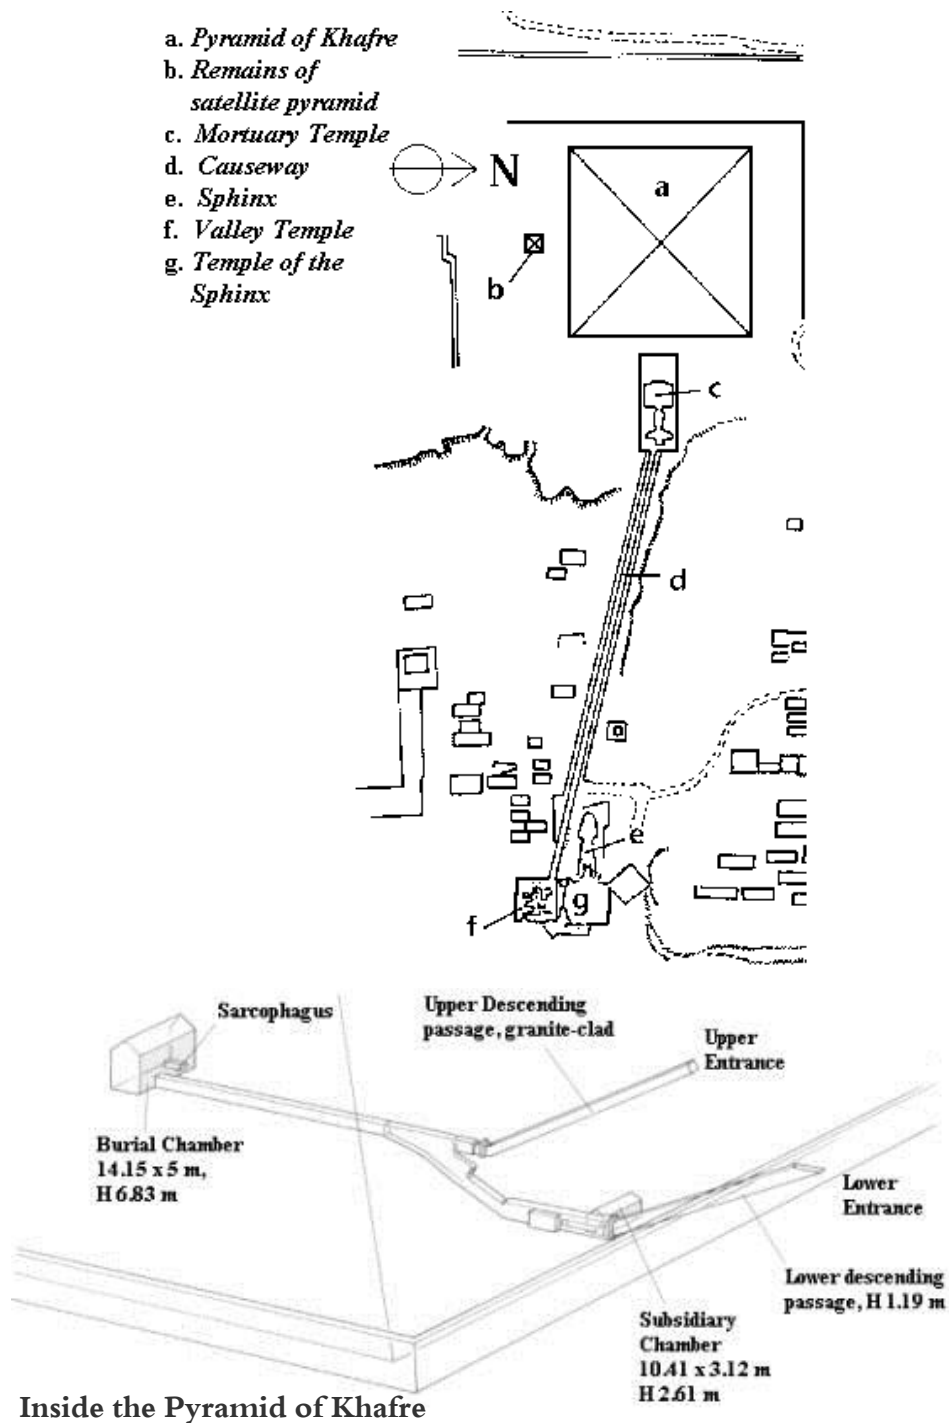 a. Pyramid of Khafre
b. Remains of
satellite pyramid
c. Mortuary Temple
d. Causeway
e. Sphinx
f. Valley Temple
g. Temple of the
Sphinx
N
a
b
c
d
e
f
g
Sarcophagus
Upper Descending
passage, granite-clad
Upper
Entrance
Burial Chamber
14.15 x 5 m,
H 6.83 m
Lower
Entrance
Lower descending
passage, H 1.19 m
Subsidiary
Chamber
10.41 x 3.12 m
H 2.61 m
Inside the Pyramid of Khafre